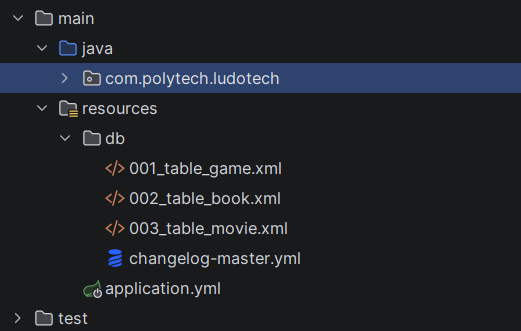 main
java
com.polytech.ludotech
resources
db
001_table_game.xml
002_table_book.xml
003_table_movie.xml
changelog-master.yml
application.yml
test